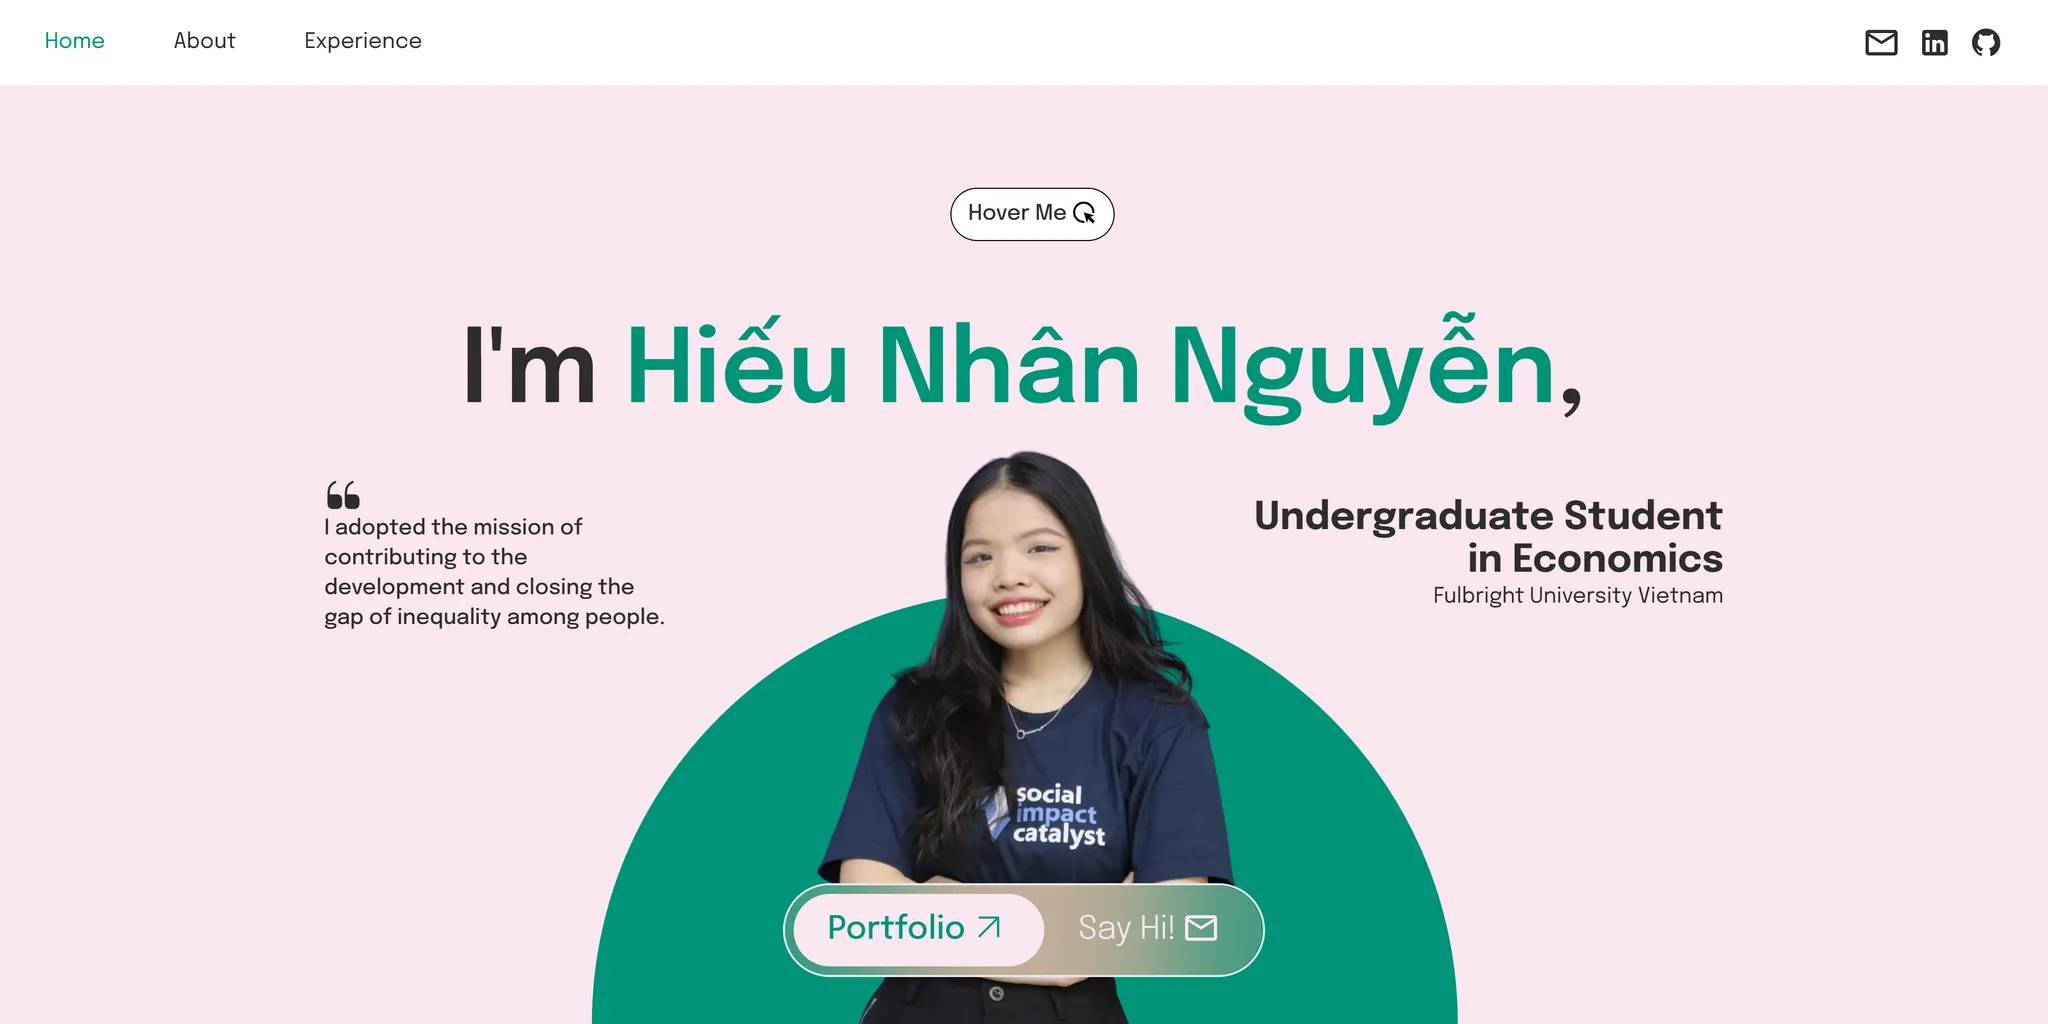 Home
About
Experience
Hover Me
I'm Hiếu Nhân Nguyễn,
I adopted the mission of
contributing to the
development and closing the
gap of inequality among people.
Undergraduate Student
in Economics
Fulbright University Vietnam
social
impact
catalyst
Portfolio
Say Hi!